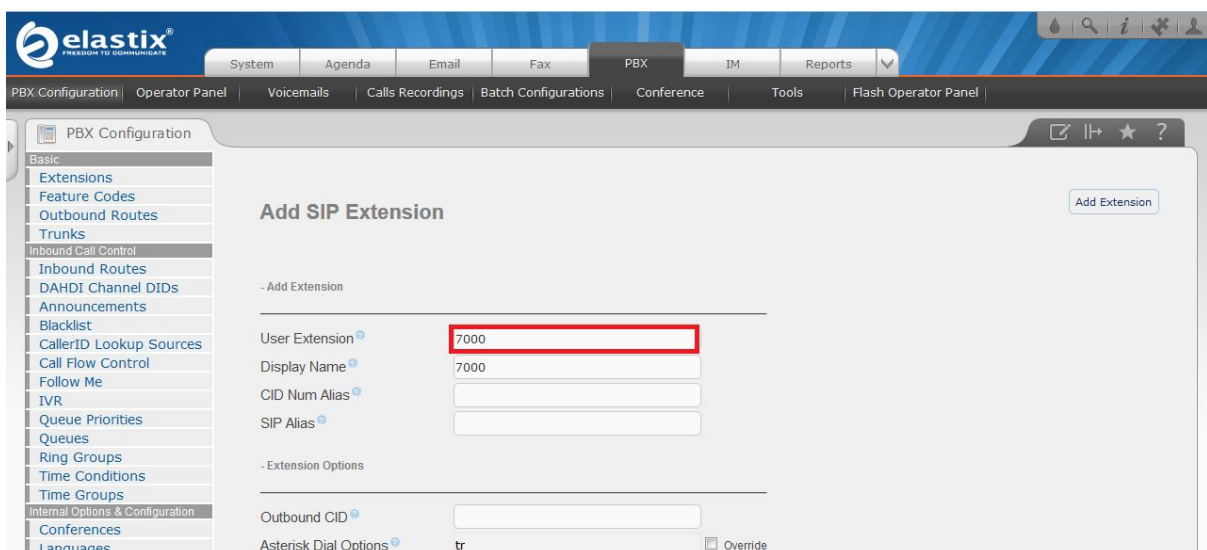 elastix®
FREEDOM TO COMMUNICATE
System Agenda Email Fax PBX IM Reports
PBX Configuration Operator Panel Voicemails Calls Recordings Batch Configurations Conference Tools Flash Operator Panel
PBX Configuration
Basic
Extensions
Feature Codes
Outbound Routes
Trunks
Inbound Call Control
Inbound Routes
DAHDI Channel DIDs
Announcements
Blacklist
CallerID Lookup Sources
Call Flow Control
Follow Me
IVR
Queue Priorities
Queues
Ring Groups
Time Conditions
Time Groups
Internal Options & Configuration
Conferences
Languages
Add SIP Extension
Add Extension
- Add Extension
User Extension 7000
Display Name 7000
CID Num Alias
SIP Alias
- Extension Options
Outbound CID
Asterisk Dial Options tr Override